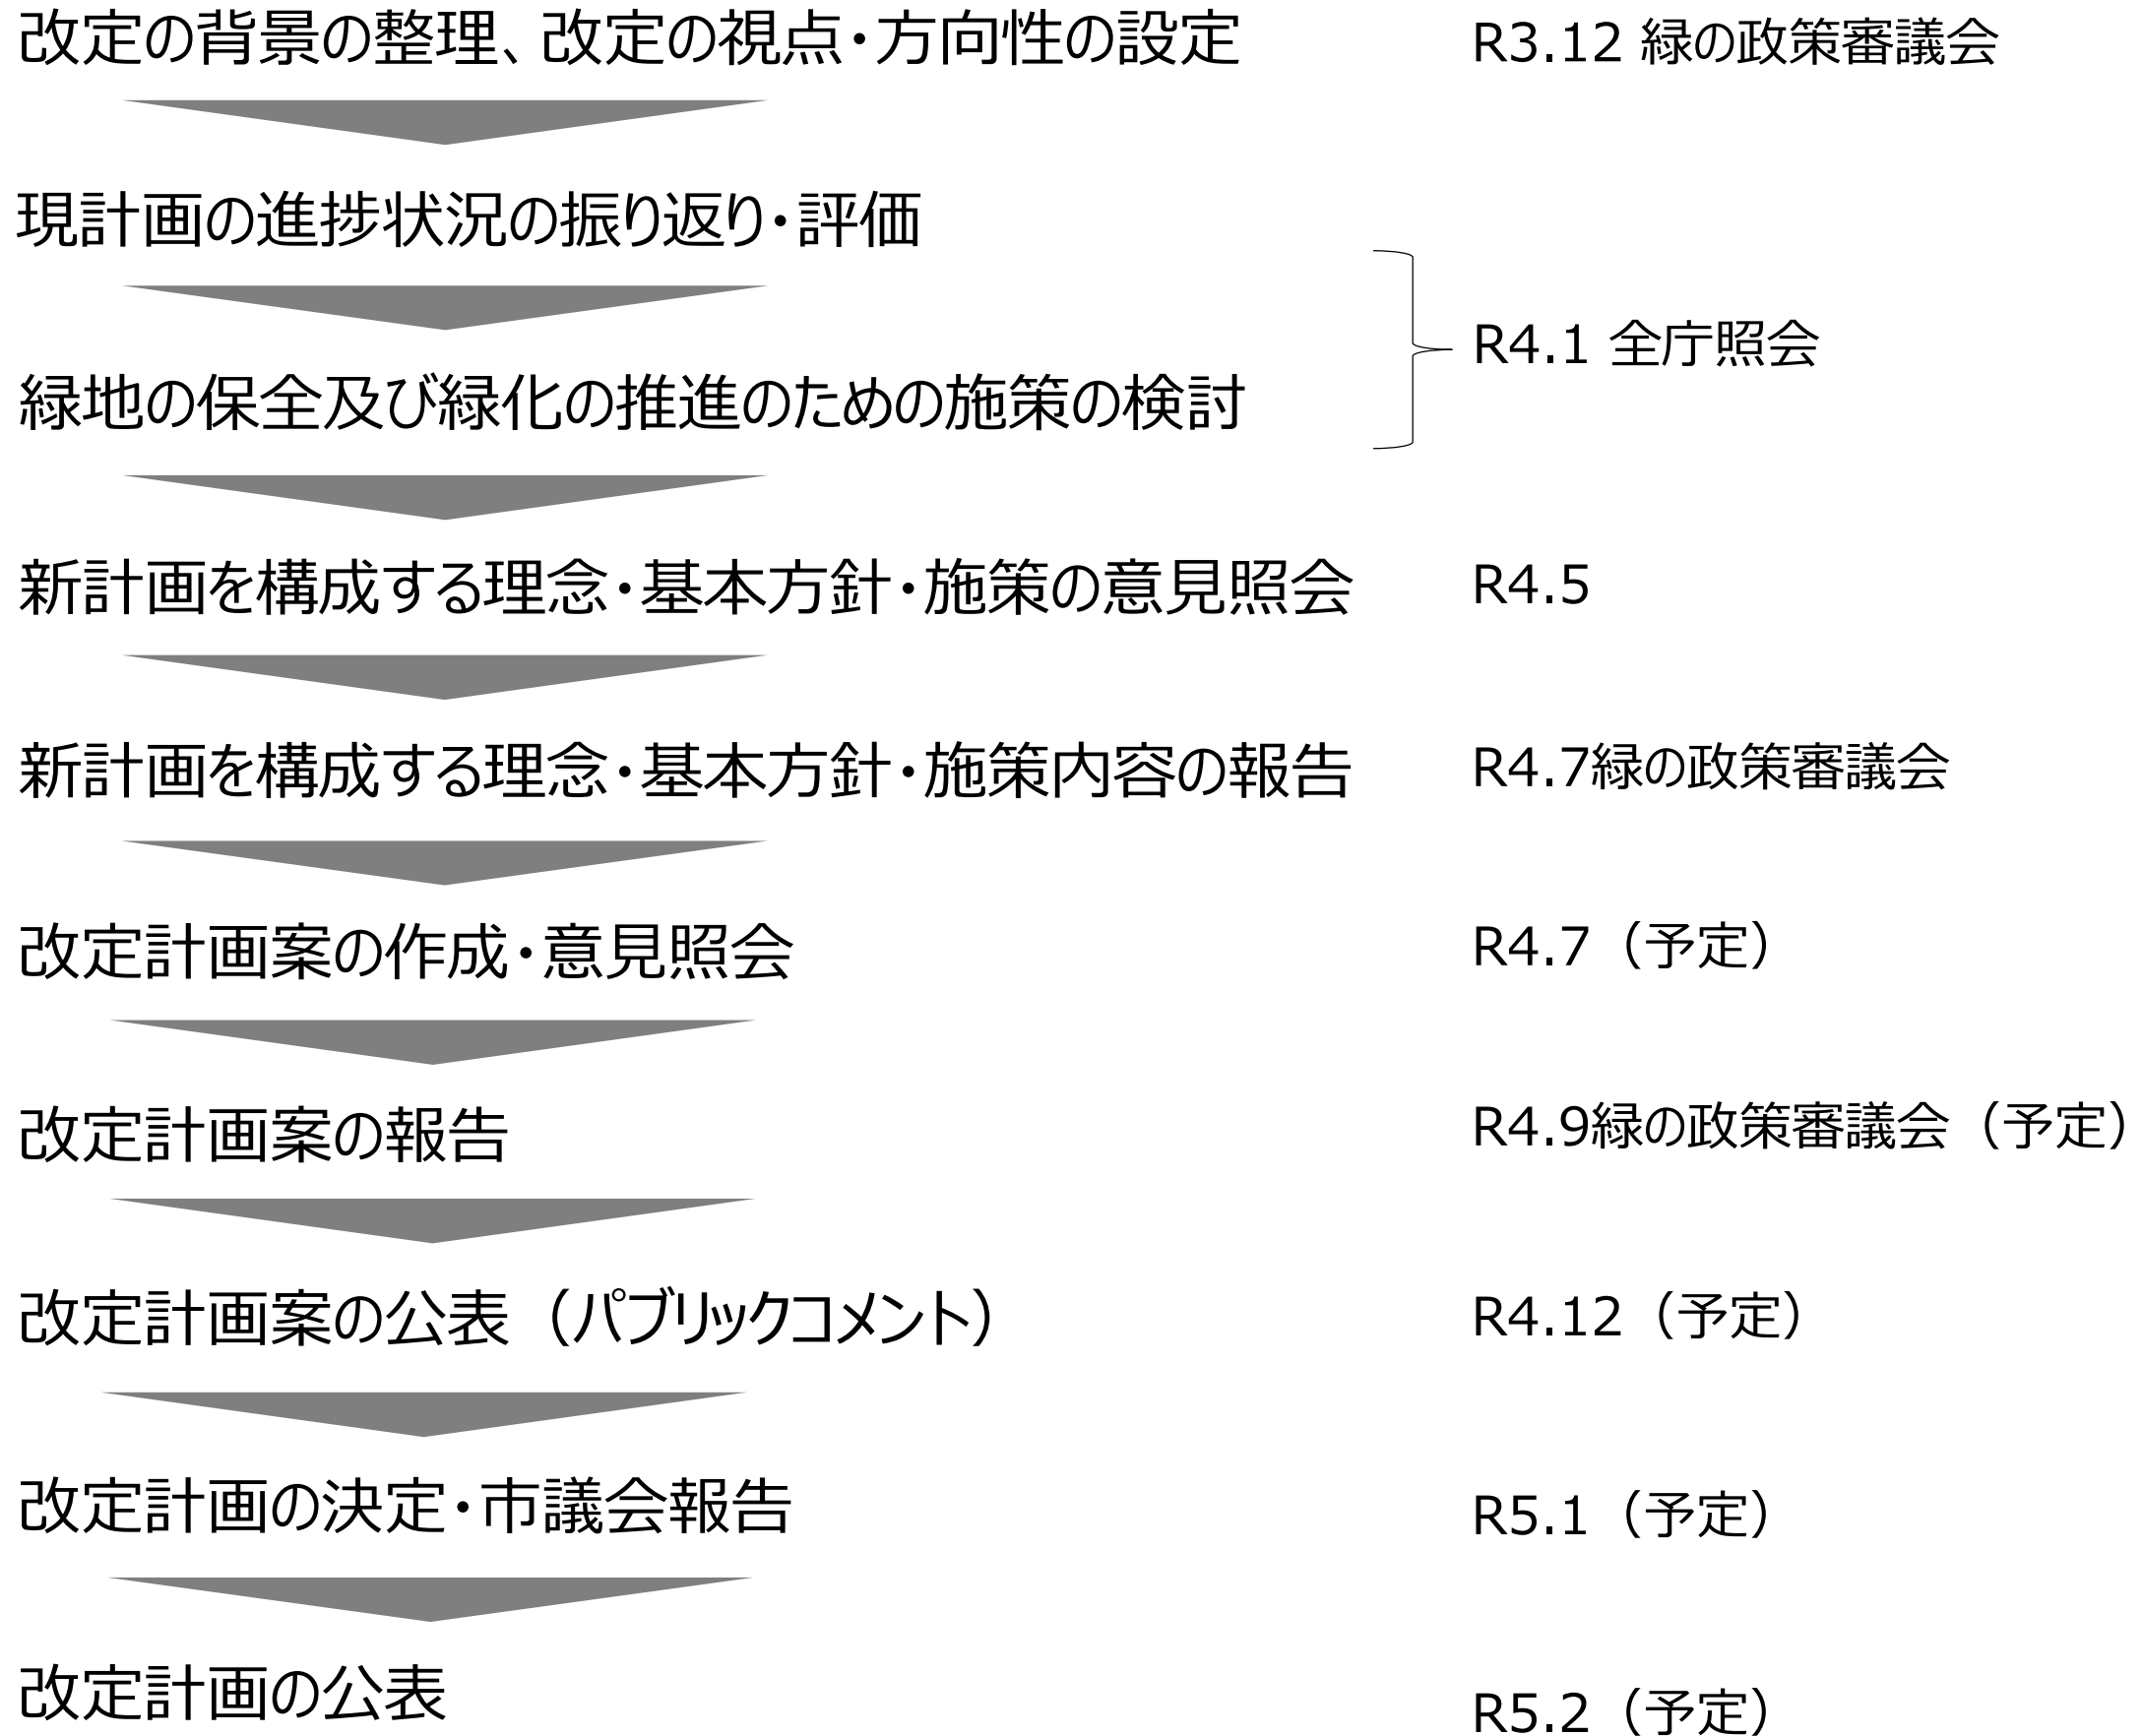 改定の背景の整理、改定の視点・方向性の設定
R3.12 緑の政策審議会
現計画の進捗状況の振り返り・評価
R4.1 全庁照会
緑地の保全及び緑化の推進のための施策の検討
新計画を構成する理念・基本方針・施策の意見照会
R4.5
新計画を構成する理念・基本方針・施策内容の報告
R4.7緑の政策審議会
改定計画案の作成・意見照会
R4.7（予定）
改定計画案の報告
R4.9緑の政策審議会（予定）
改定計画案の公表（パブリックコメント）
R4.12（予定）
改定計画の決定・市議会報告
R5.1（予定）
改定計画の公表
R5.2（予定）